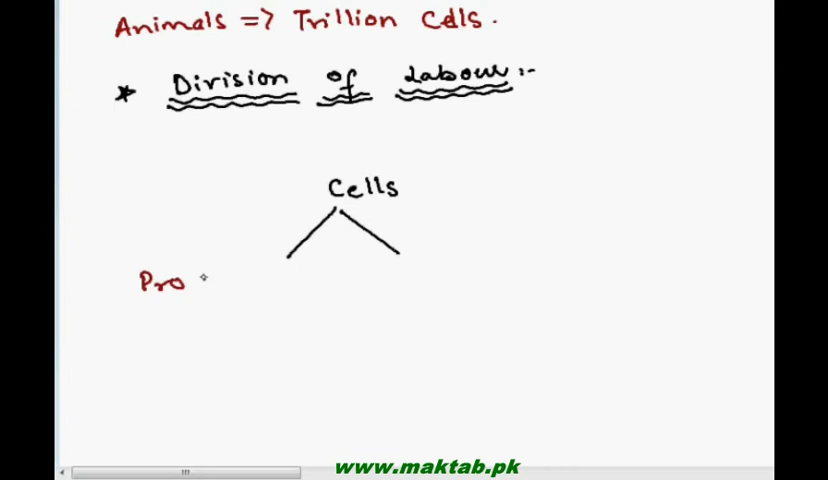 Animals => Trillion Cells.
* Division of Labour :-
Cells
Pro
www.maktab.pk